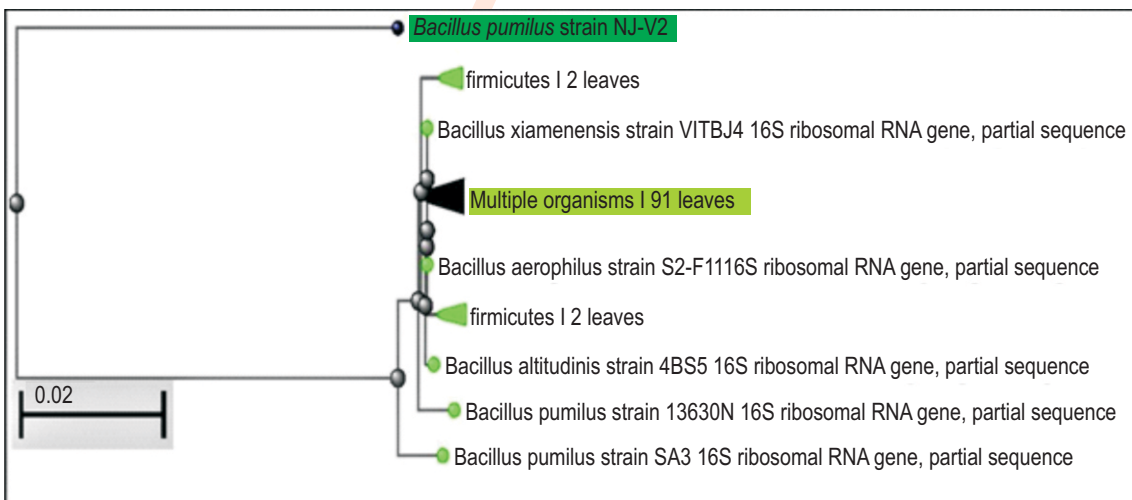 Bacillus pumilus strain NJ-V2
firmicutes I 2 leaves
Bacillus xiamenensis strain VITBJ4 16S ribosomal RNA gene, partial sequence
Multiple organisms I 91 leaves
Bacillus aerophilus strain S2-F1116S ribosomal RNA gene, partial sequence
firmicutes I 2 leaves
Bacillus altitudinis strain 4BS5 16S ribosomal RNA gene, partial sequence
0.02
Bacillus pumilus strain 13630N 16S ribosomal RNA gene, partial sequence
Bacillus pumilus strain SA3 16S ribosomal RNA gene, partial sequence